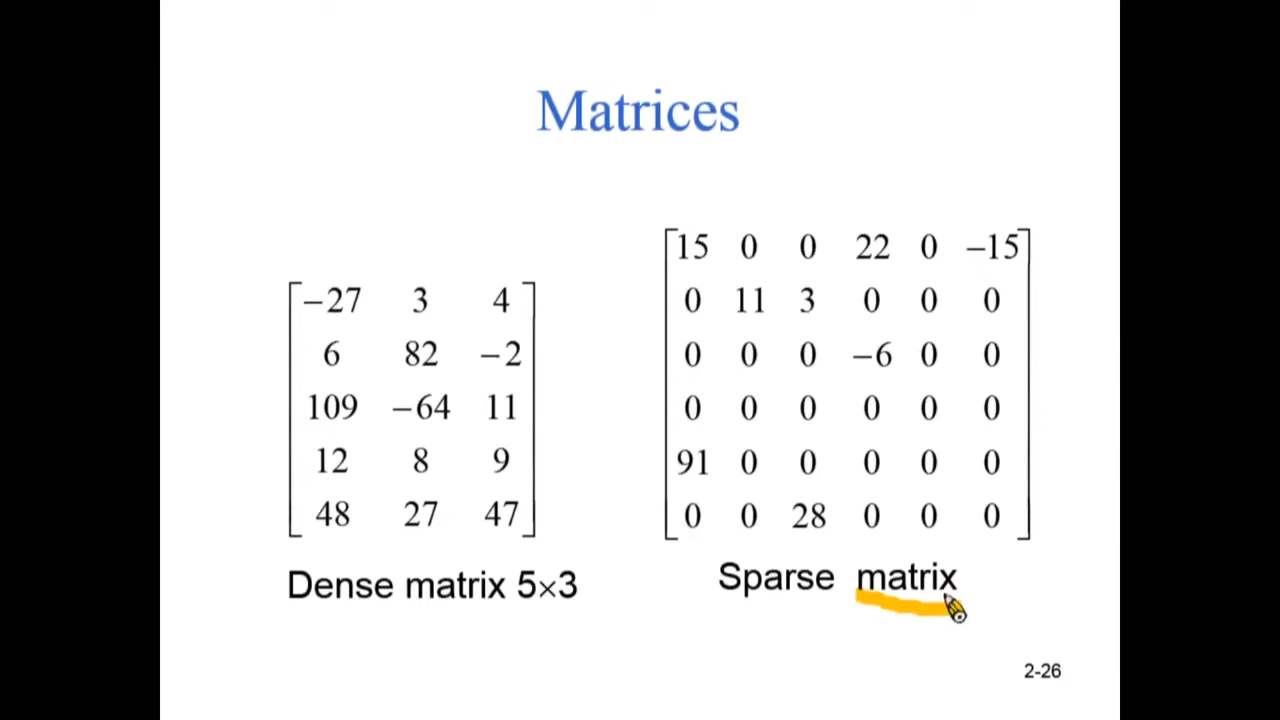 Matrices
-27 3 4
6 82 -2
109 -64 11
12 8 9
48 27 47
Dense matrix 5×3
15 0 0 22 0 -15
0 11 3 0 0 0
0 0 0 -6 0 0
0 0 0 0 0 0
91 0 0 0 0 0
0 0 28 0 0 0
Sparse matrix
2-26